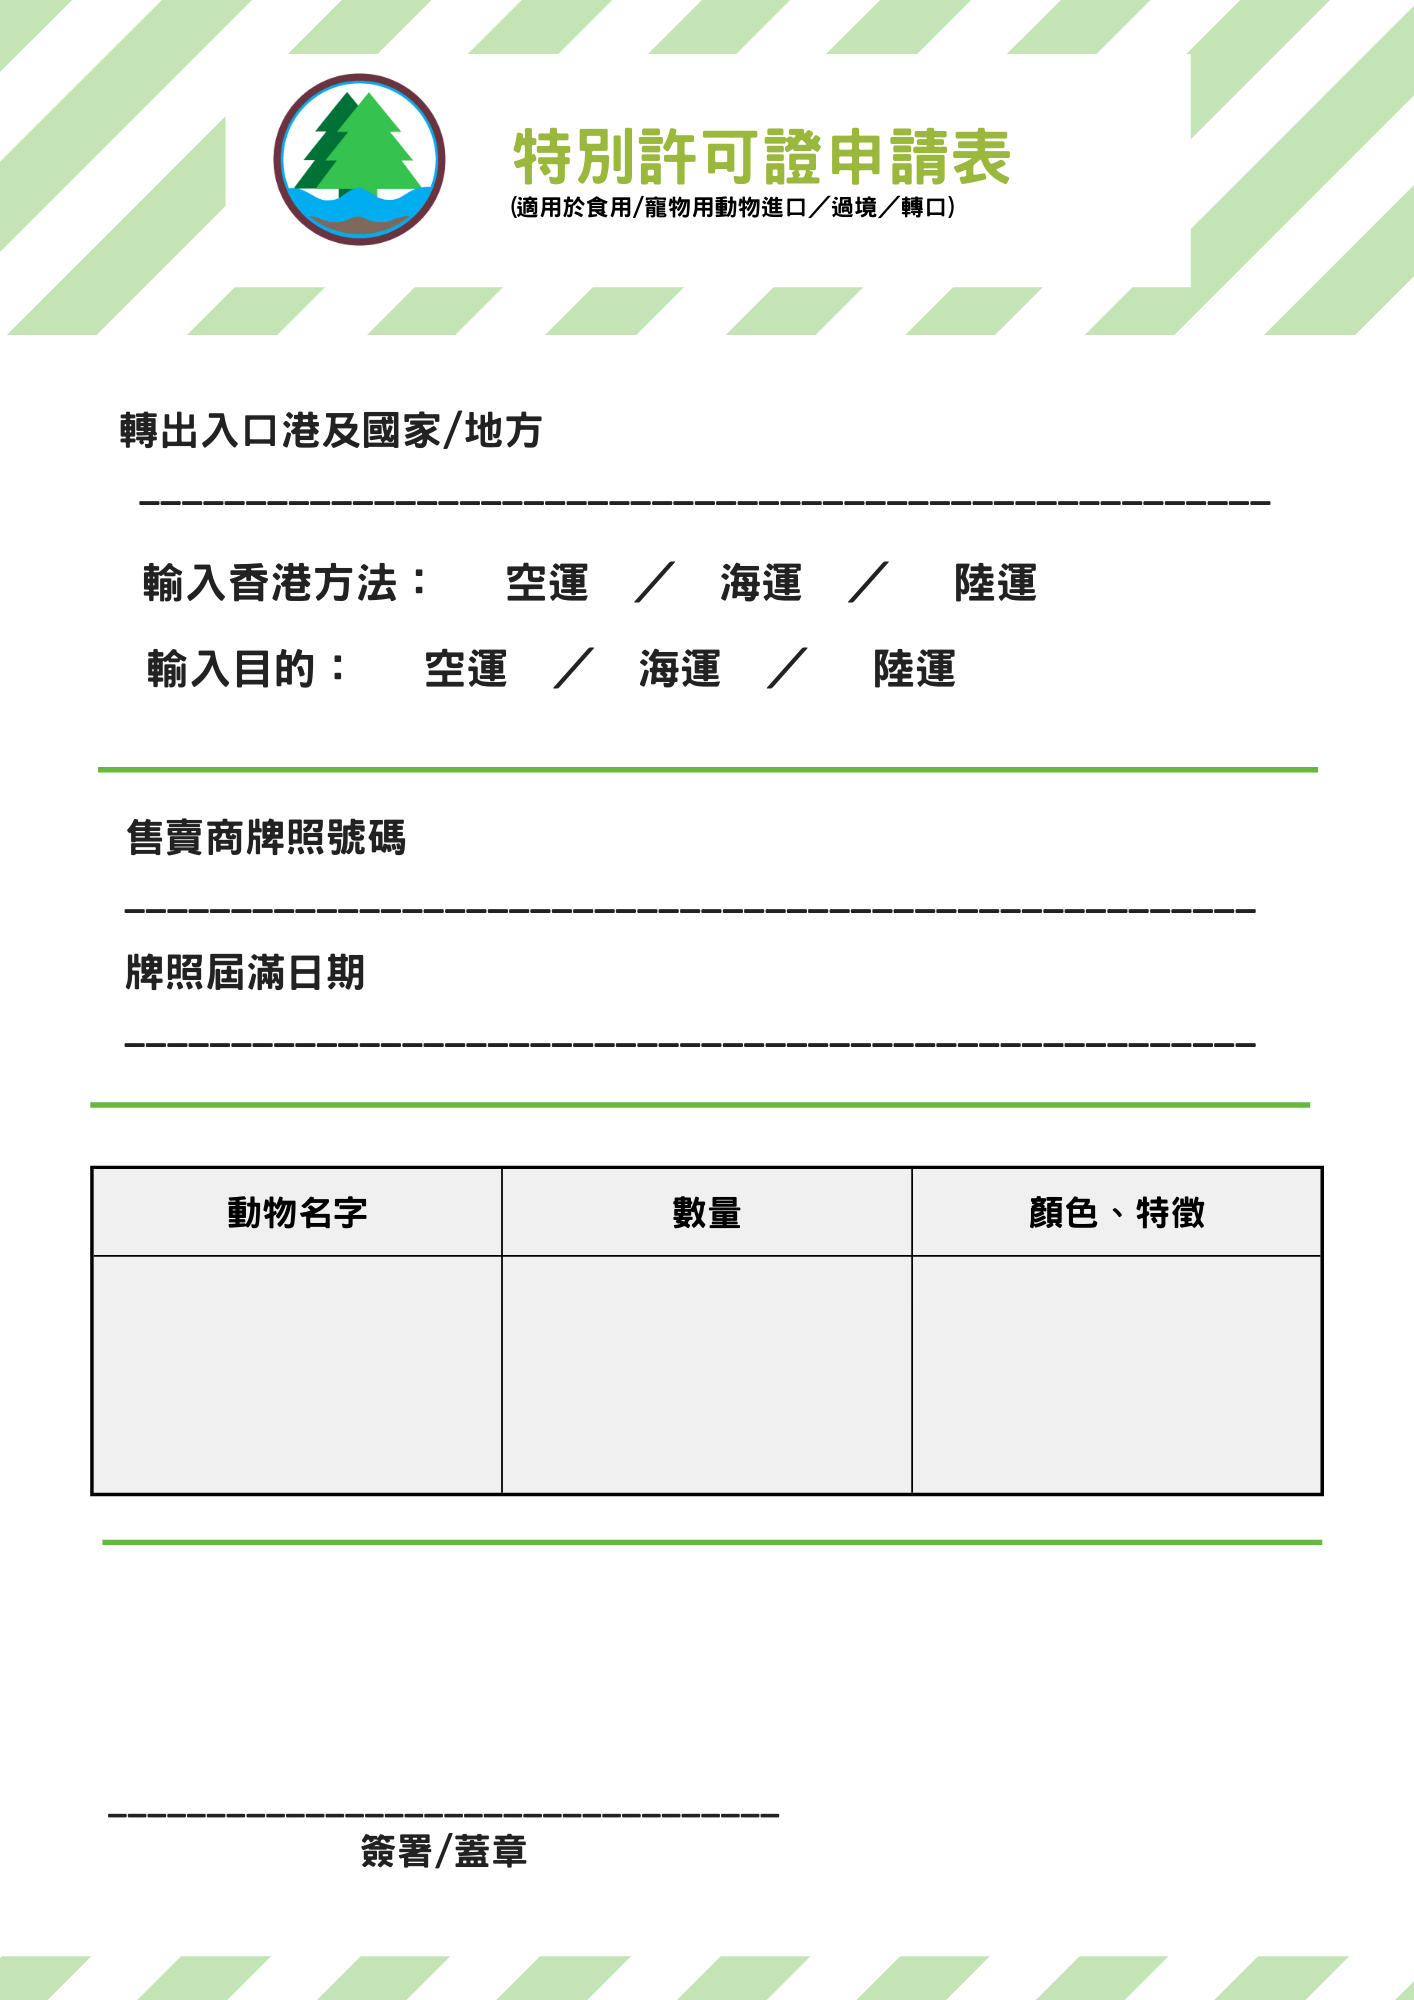 特別許可證申請表
(適用於食用/寵物用動物進口／過境／轉口)
轉出入口港及國家/地方
_____________________________________________________
輸入香港方法： 空運 ／ 海運 ／ 陸運
輸入目的： 空運 ／ 海運 ／ 陸運
售賣商牌照號碼
_____________________________________________________
牌照屆滿日期
_____________________________________________________
動物名字 數量 顏色、特徵
__________________________________
簽署/蓋章